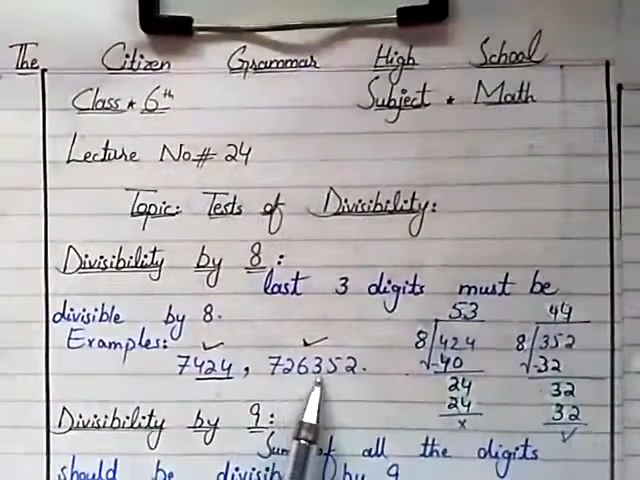 The Citizen Grammar High School
Class * 6th Subject * Math
Lecture No # 24
Topic: Tests of Divisibility:
Divisibility by 8:
last 3 digits must be
divisible by 8.
Examples: ✓ ✓
7424, 726352.
53
8 424
-40
24
24
x
44
8 352
-32
32
32
✓
Divisibility by 9:
of all the digits
should be by 9